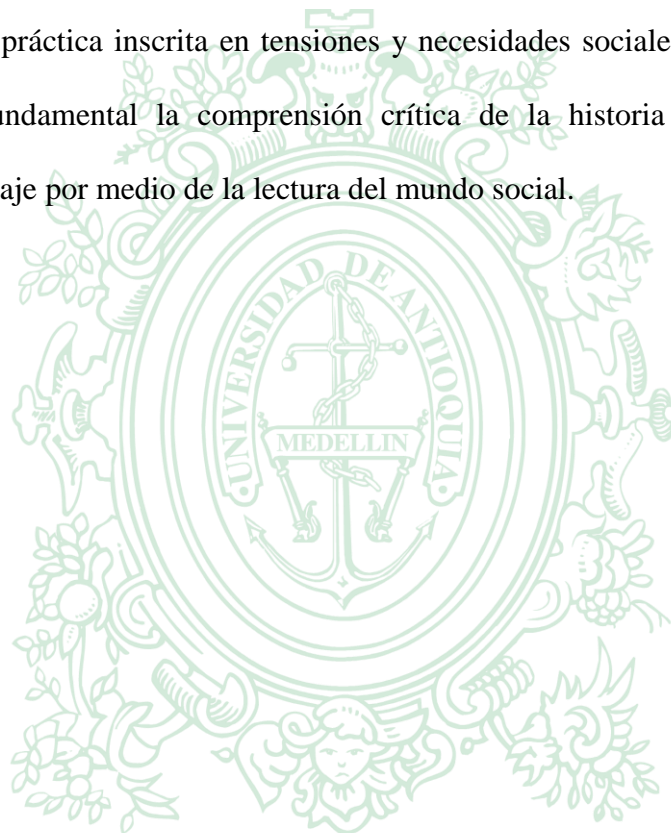 práctica inscrita en tensiones y necesidades sociale
undamental la comprensión crítica de la historia
aje por medio de la lectura del mundo social.
UNIVERSIDAD DE ANTIOQUIA
MEDELLIN